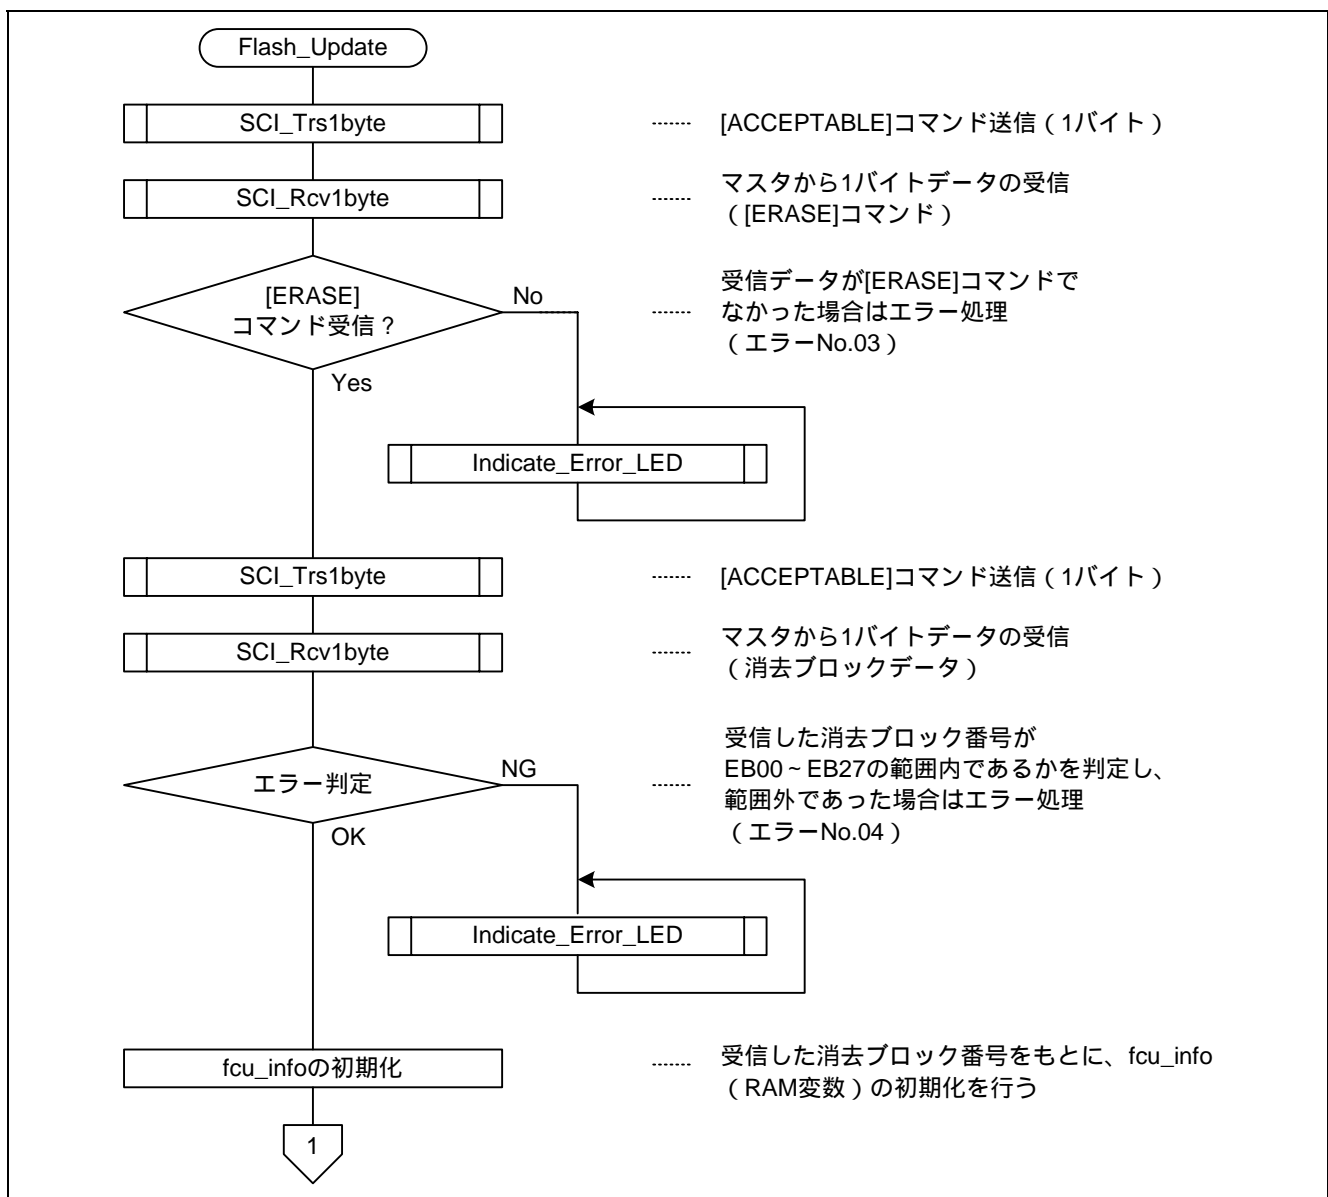 Flash_Update
SCI_Trs1byte
[ACCEPTABLE]コマンド送信（1バイト）
SCI_Rcv1byte
マスタから1バイトデータの受信
（[ERASE]コマンド）
[ERASE]
コマンド受信？
No
Yes
受信データが[ERASE]コマンドで
なかった場合はエラー処理
（エラーNo.03）
Indicate_Error_LED
SCI_Trs1byte
[ACCEPTABLE]コマンド送信（1バイト）
SCI_Rcv1byte
マスタから1バイトデータの受信
（消去ブロックデータ）
エラー判定
NG
OK
受信した消去ブロック番号が
EB00～EB27の範囲内であるかを判定し、
範囲外であった場合はエラー処理
（エラーNo.04）
Indicate_Error_LED
fcu_infoの初期化
受信した消去ブロック番号をもとに、fcu_info
（RAM変数）の初期化を行う
1